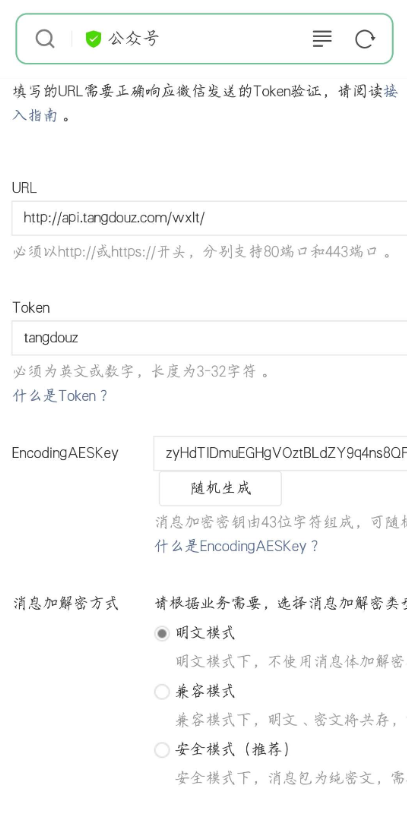 公众号
填写的URL需要正确响应微信发送的Token验证，请阅读接
入指南。
URL
http://api.tangdouz.com/wxlt/
必须以http://或https://开头，分别支持80端口和443端口。
Token
tangdouz
必须为英文或数字，长度为3-32字符。
什么是Token？
EncodingAESKey
zyHdTIDmuEGHgVOztBLdZY9q4ns8QF
随机生成
消息加密密钥由43位字符组成，可随机
什么是EncodingAESKey？
消息加解密方式
请根据业务需要，选择消息加解密类
明文模式
明文模式下，不使用消息体加解密
兼容模式
兼容模式下，明文、密文将共存，
安全模式（推荐）
安全模式下，消息包为纯密文，需